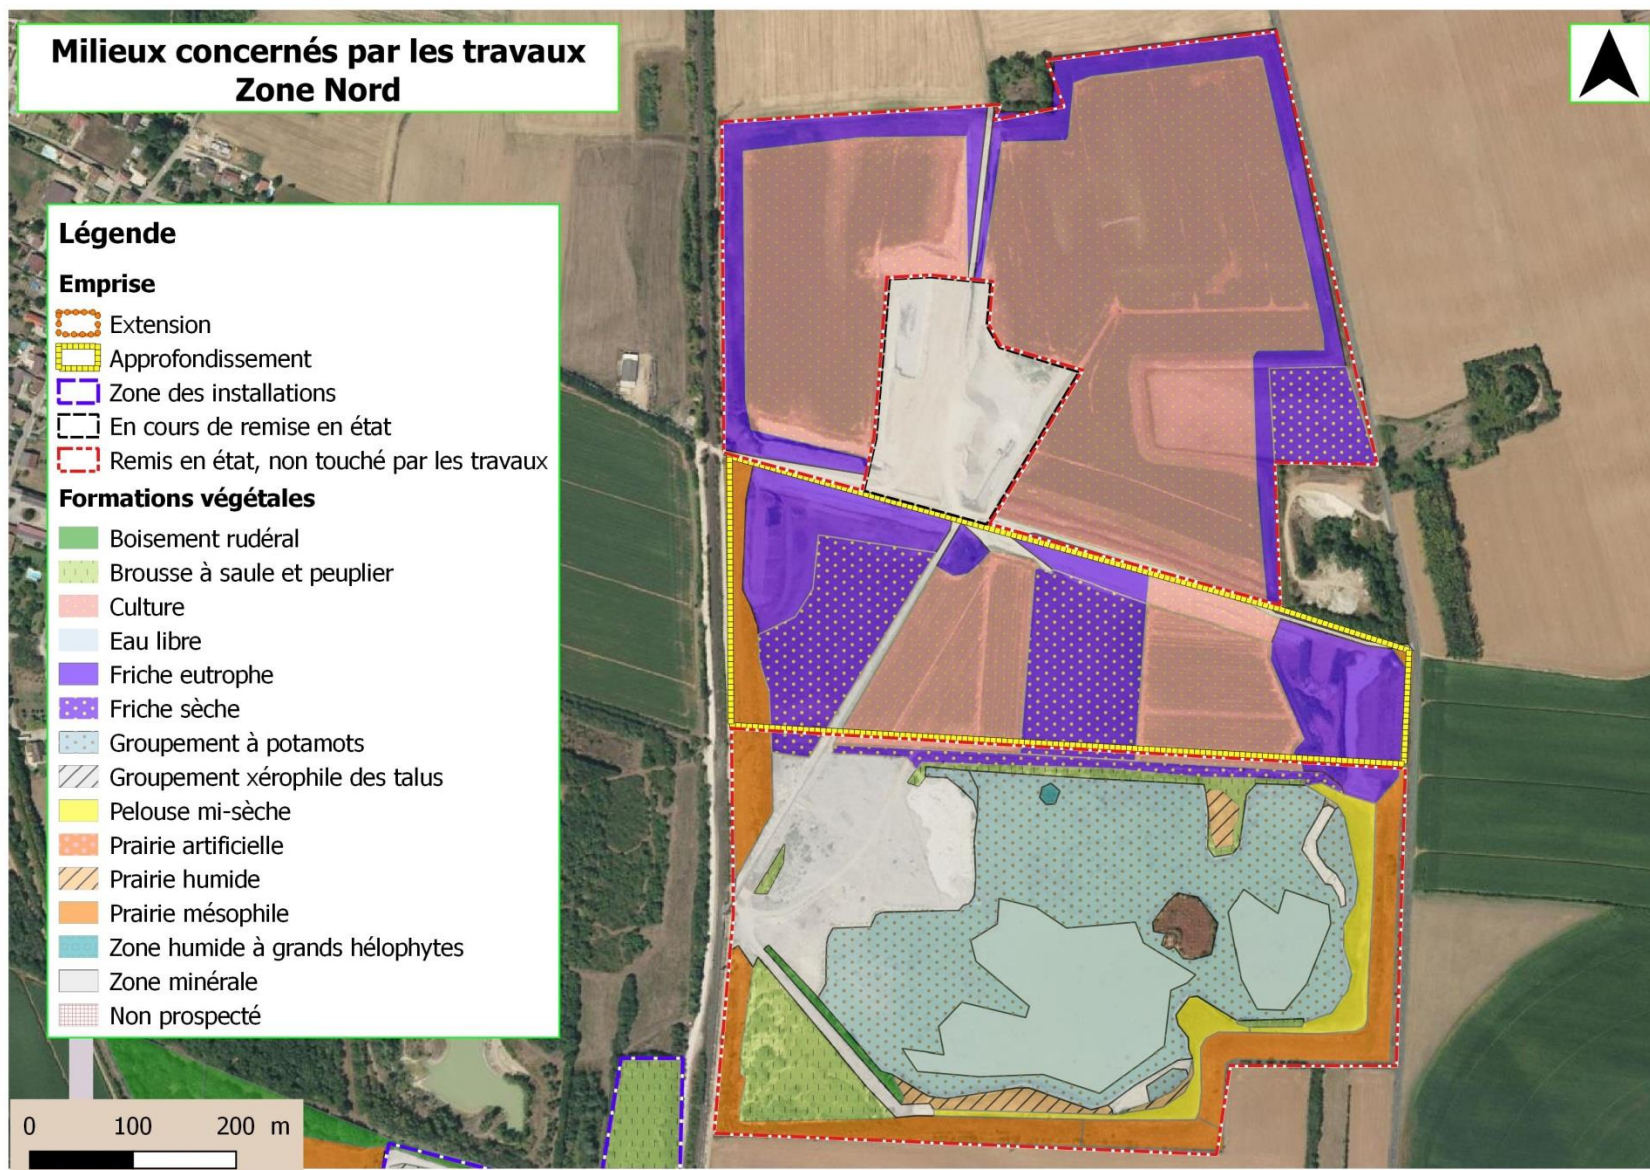 Milieux concernés par les travaux
Zone Nord
Légende
Emprise
Extension
Approfondissement
Zone des installations
En cours de remise en état
Remis en état, non touché par les travaux
Formations végétales
Boisement rudéral
Brousse à saule et peuplier
Culture
Eau libre
Friche eutrophe
Friche sèche
Groupement à potamots
Groupement xérophile des talus
Pelouse mi-sèche
Prairie artificielle
Prairie humide
Prairie mésophile
Zone humide à grands hélophytes
Zone minérale
Non prospecté
0 100 200 m